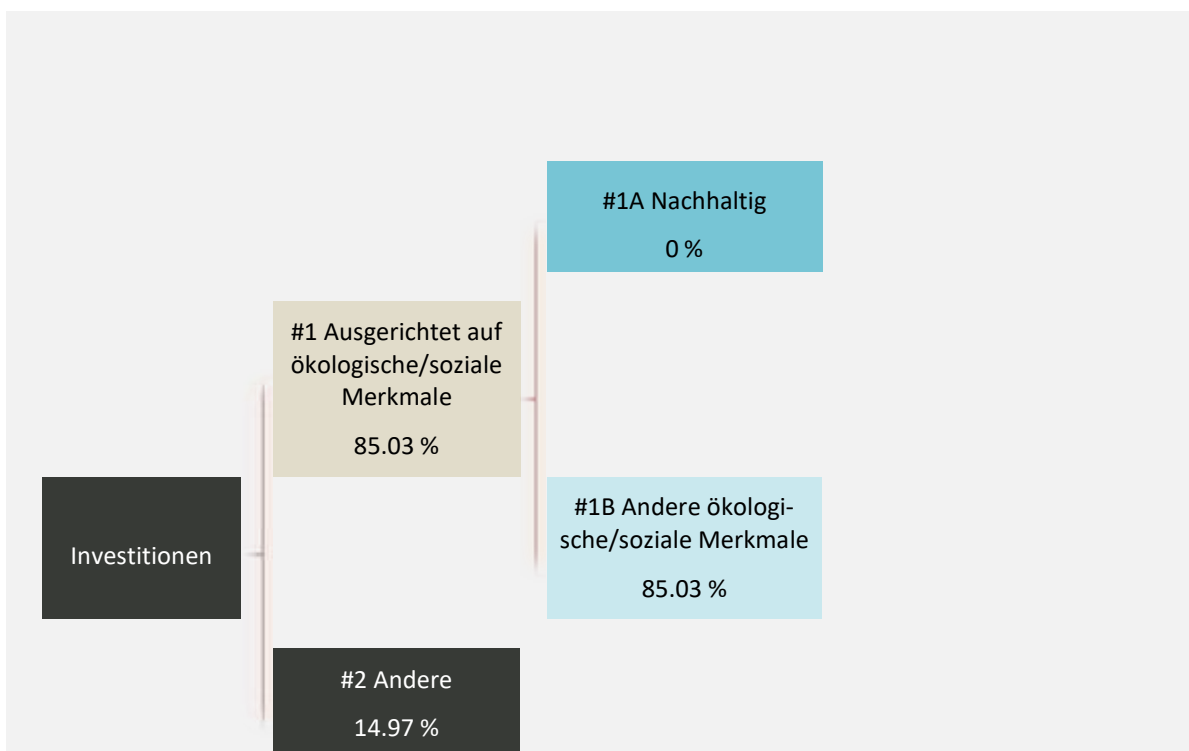 #1A Nachhaltig
0 %
#1 Ausgerichtet auf
ökologische/soziale
Merkmale
85.03 %
#1B Andere ökologi-
sche/soziale Merkmale
85.03 %
Investitionen
#2 Andere
14.97 %